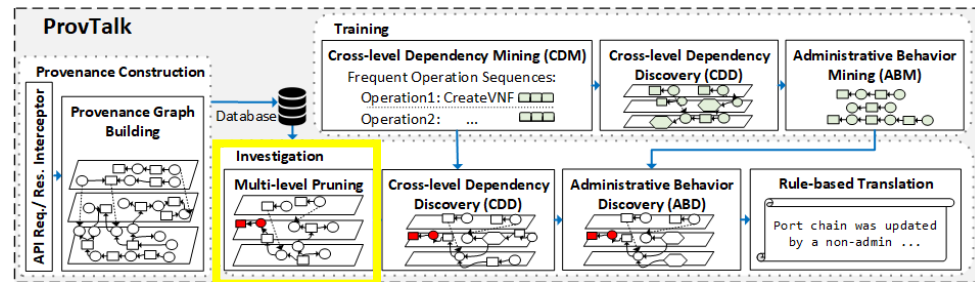 ProvTalk
Provenance Construction
API Req./ Res. Interceptor
Provenance Graph
Building
Database
Training
Cross-level Dependency Mining (CDM)
Frequent Operation Sequences:
Operation1: CreateVNF
Operation2: ...
Cross-level Dependency
Discovery (CDD)
Administrative Behavior
Mining (ABM)
Investigation
Multi-level Pruning
Cross-level Dependency
Discovery (CDD)
Administrative Behavior
Discovery (ABD)
Rule-based Translation
Port chain was updated
by a non-admin ...